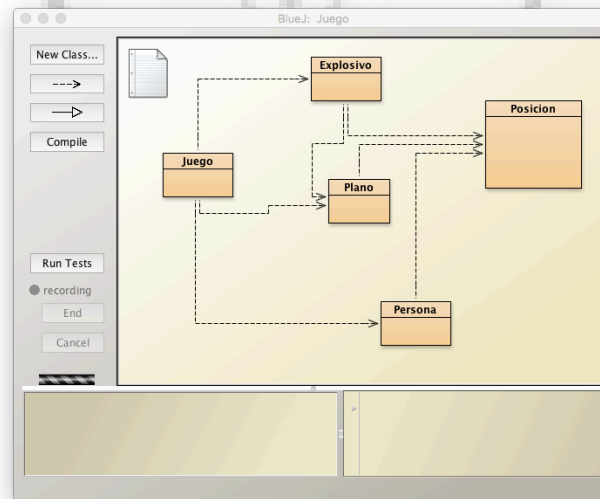 BlueJ: Juego
New Class...
Compile
Run Tests
recording
End
Cancel
Explosivo
Posicion
Juego
Plano
Persona